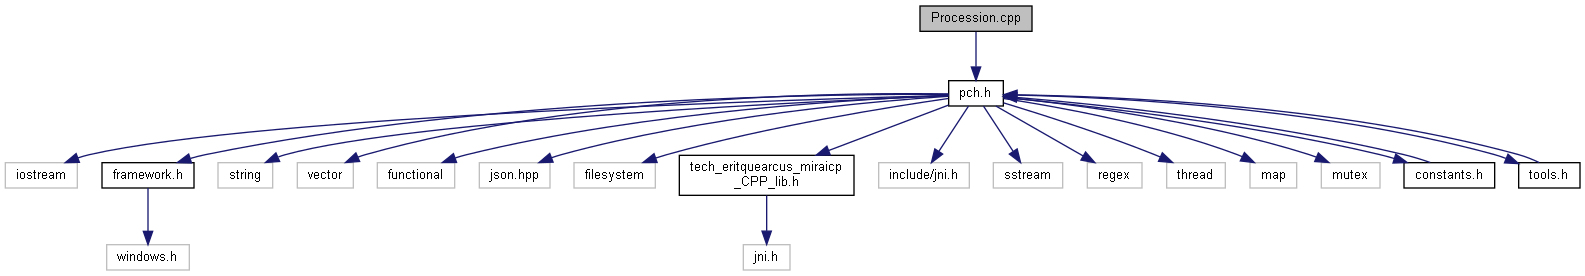 Procession.cpp
pch.h
iostream
framework.h
string
vector
functional
json.hpp
filesystem
tech_eritquearcus_miraicp
_CPP_lib.h
include/jni.h
sstream
regex
thread
map
mutex
constants.h
tools.h
windows.h
jni.h